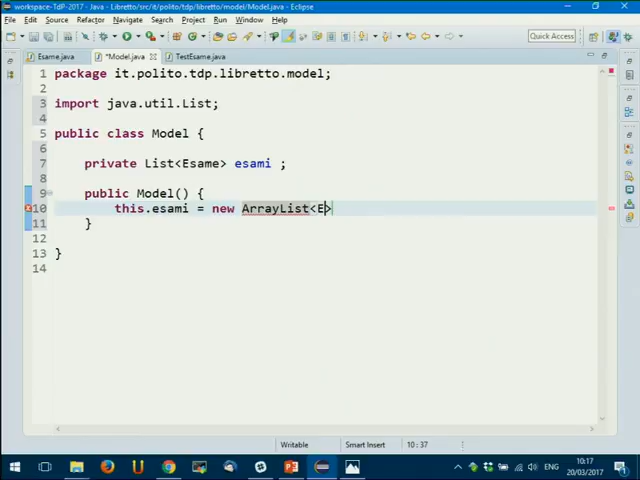 workspace-TdP-2017 - Java - Libretto/src/it/polito/tdp/libretto/model/Model.java - Eclipse
File Edit Source Refactor Navigate Search Project Run Window Help
Quick Access
Esame.java *Model.java TestEsame.java
1 package it.polito.tdp.libretto.model;
2
3 import java.util.List;
4
5 public class Model {
6
7 private List<Esame> esami ;
8
9 public Model() {
10 this.esami = new ArrayList<E>
11 }
12
13 }
14
Writable Smart Insert 10 : 37
ENG 10:17
20/03/2017